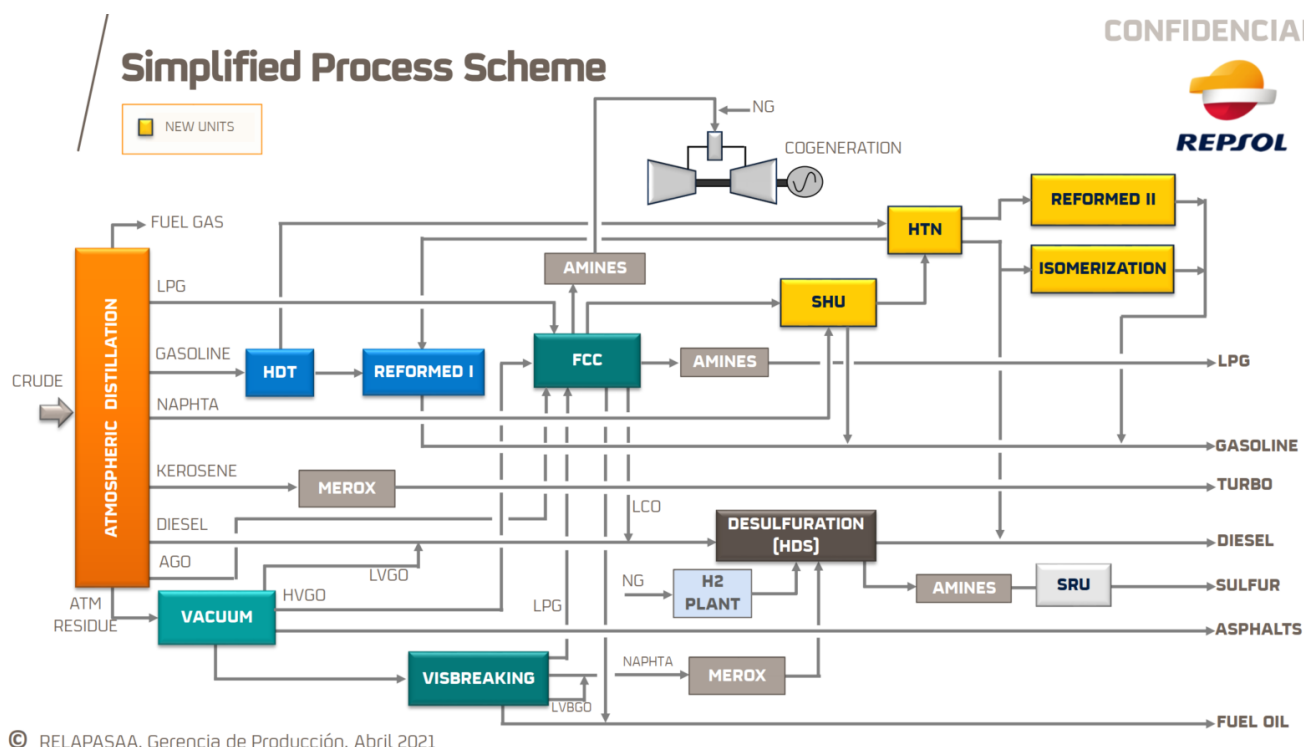 CONFIDENCIAL
Simplified Process Scheme
NEW UNITS
REPSOL
NG
COGENERATION
FUEL GAS
REFORMED II
HTN
AMINES
ISOMERIZATION
LPG
SHU
ATMOSPHERIC DISTILLATION
GASOLINE
HDT
REFORMED I
FCC
AMINES
LPG
CRUDE
NAPHTA
GASOLINE
KEROSENE
MEROX
TURBO
LCO
DIESEL
DESULFURATION
(HDS)
DIESEL
AGO
LVGO
NG
H2
PLANT
AMINES
SRU
SULFUR
ATM
RESIDUE
HVGO
LPG
VACUUM
ASPHALTS
VISBREAKING
NAPHTA
MEROX
LVBGO
FUEL OIL
© RELAPASAA. Gerencia de Producción. Abril 2021